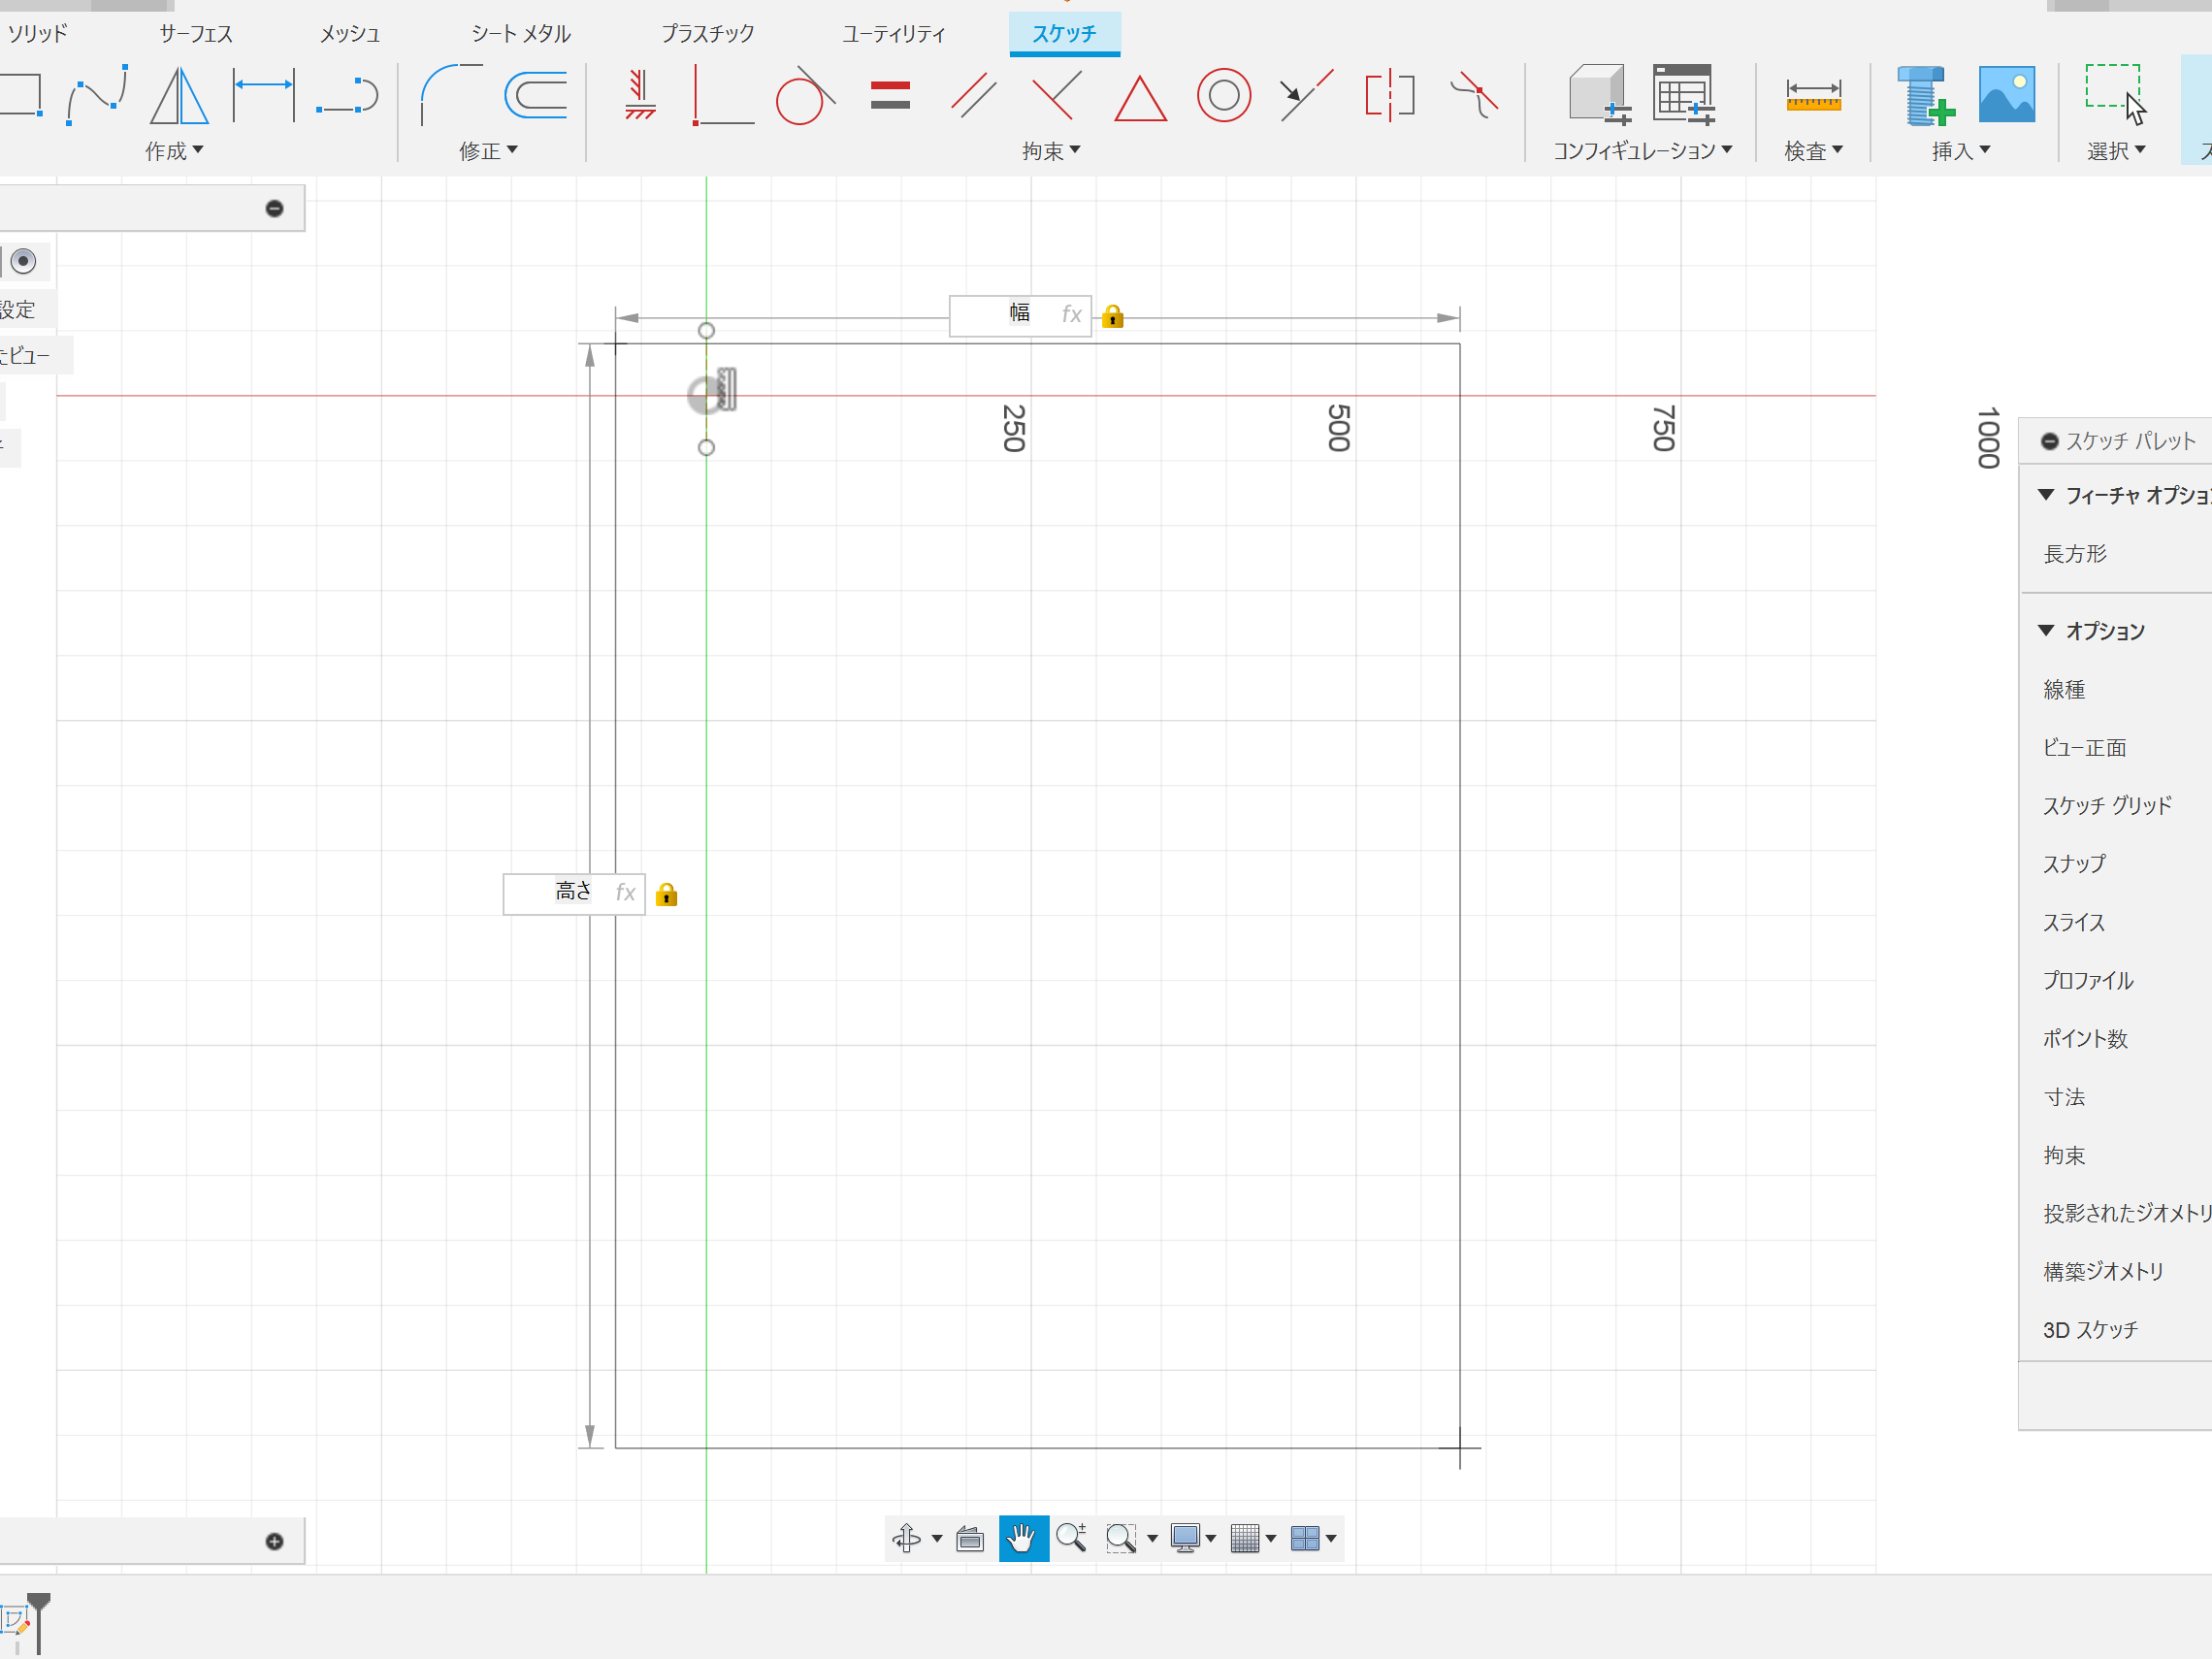 ソリッド サーフェス メッシュ シート メタル プラスチック ユーティリティ スケッチ
作成 修正 拘束 コンフィギュレーション 検査 挿入 選択
設定
たビュー
幅 fx
250 500 750 1000
高さ fx
スケッチ パレット
フィーチャ オプショ
長方形
オプション
線種
ビュー正面
スケッチ グリッド
スナップ
スライス
プロファイル
ポイント数
寸法
拘束
投影されたジオメトリ
構築ジオメトリ
3D スケッチ